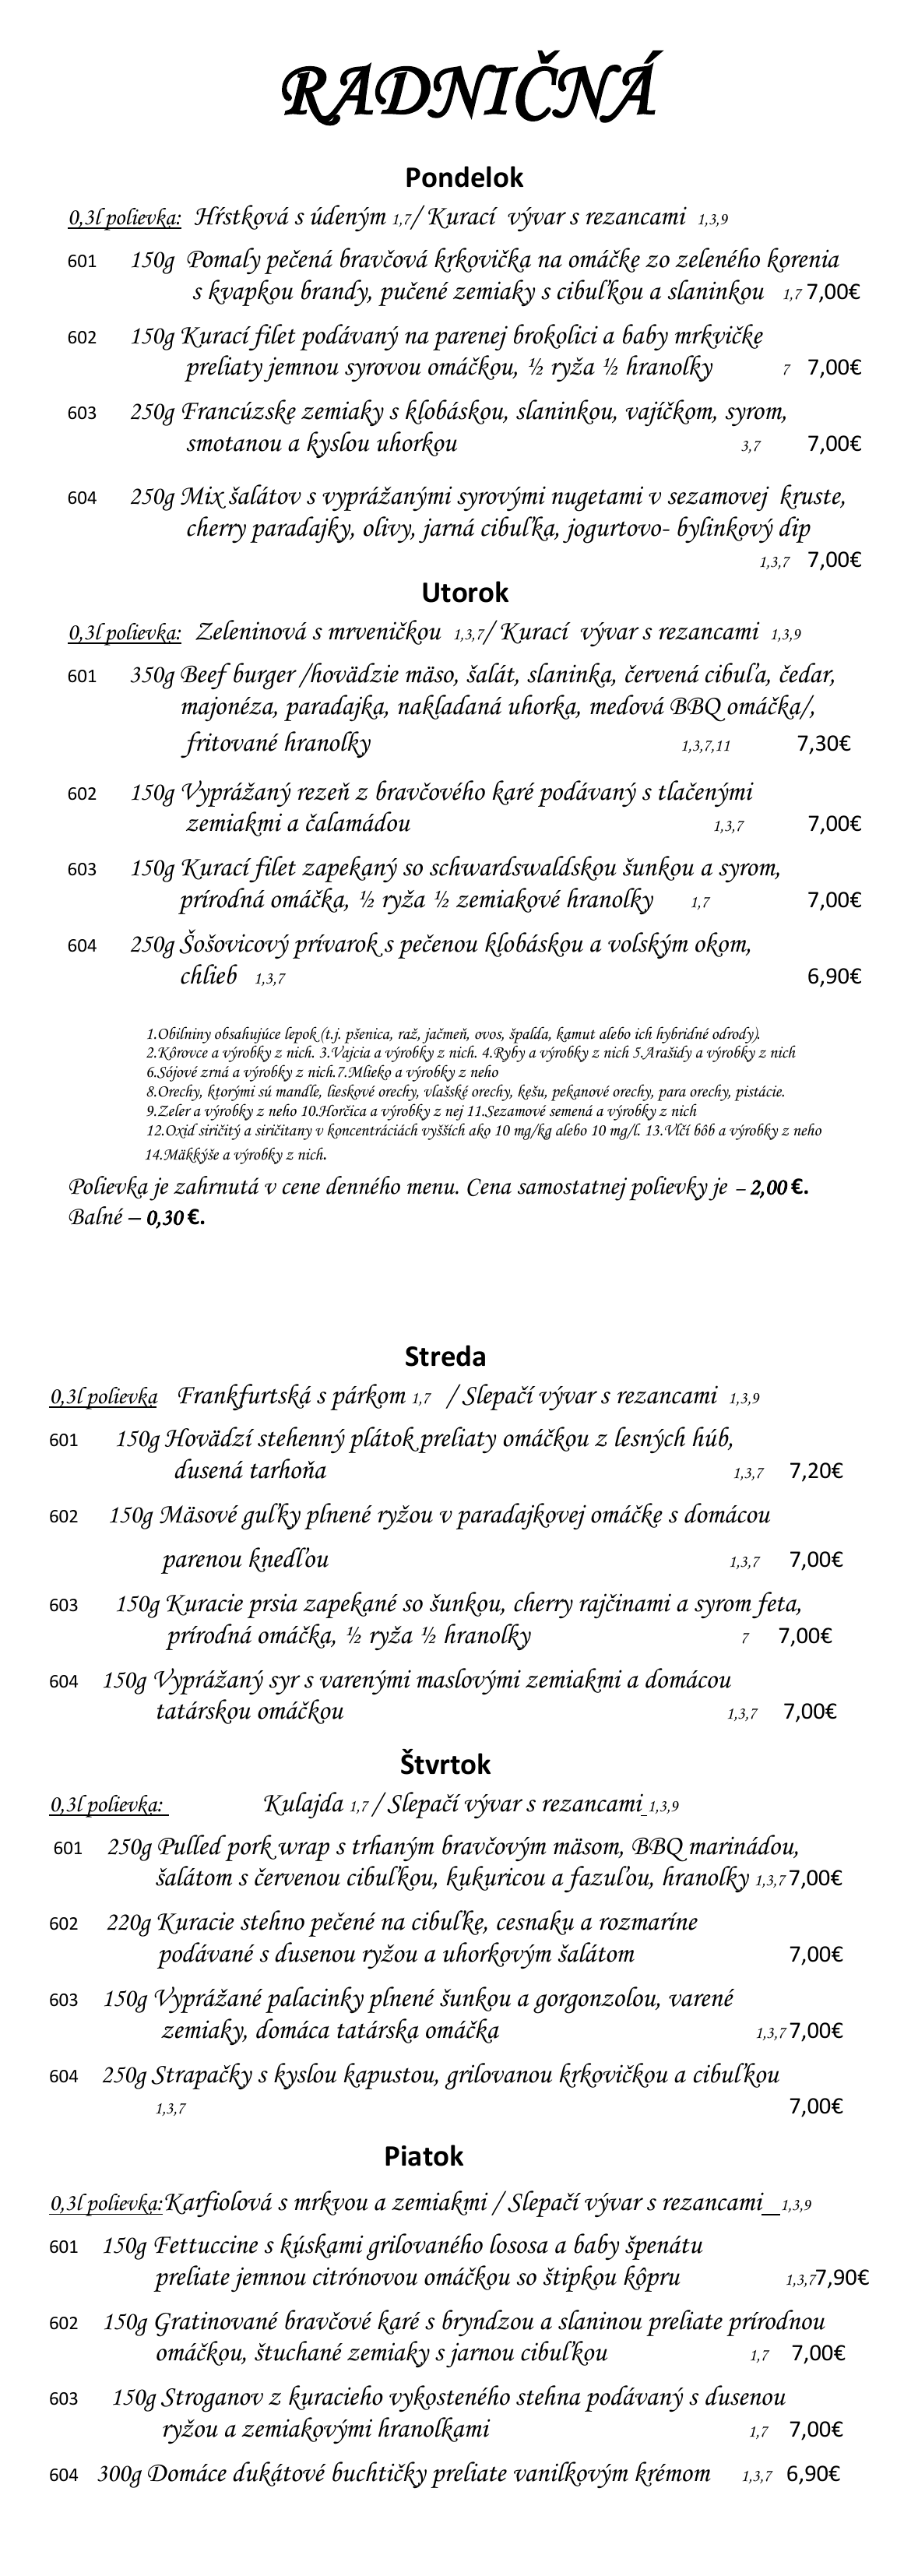 RADNIČNÁ
Pondelok
0,3l polievka: Hŕstková s údeným 1,7/ Kurací vývar s rezancami 1,3,9
601 150g Pomaly pečená bravčová krkovička na omáčke zo zeleného korenia
s kvapkou brandy, pučené zemiaky s cibuľkou a slaninkou 1,7 7,00€
602 150g Kurací filet podávaný na parenej brokolici a baby mrkvičke
preliaty jemnou syrovou omáčkou, ½ ryža ½ hranolky 7 7,00€
603 250g Francúzske zemiaky s klobáskou, slaninkou, vajíčkom, syrom,
smotanou a kyslou uhorkou 3,7 7,00€
604 250g Mix šalátov s vyprážanými syrovými nugetami v sezamovej kruste,
cherry paradajky, olivy, jarná cibuľka, jogurtovo- bylinkový dip
1,3,7 7,00€
Utorok
0,3l polievka: Zeleninová s mrveničkou 1,3,7/ Kurací vývar s rezancami 1,3,9
601 350g Beef burger /hovädzie mäso, šalát, slaninka, červená cibuľa, čedar,
majonéza, paradajka, nakladaná uhorka, medová BBQ omáčka/,
fritované hranolky 1,3,7,11 7,30€
602 150g Vyprážaný rezeň z bravčového karé podávaný s tlačenými
zemiakmi a čalamádou 1,3,7 7,00€
603 150g Kurací filet zapekaný so schwardswaldskou šunkou a syrom,
prírodná omáčka, ½ ryža ½ zemiakové hranolky 1,7 7,00€
604 250g Šošovicový prívarok s pečenou klobáskou a volským okom,
chlieb 1,3,7 6,90€
1.Obilniny obsahujúce lepok (t.j. pšenica, raž, jačmeň, ovos, špalda, kamut alebo ich hybridné odrody).
2.Kôrovce a výrobky z nich. 3.Vajcia a výrobky z nich. 4.Ryby a výrobky z nich 5.Arašidy a výrobky z nich
6.Sójové zrná a výrobky z nich.7.Mlieko a výrobky z neho
8.Orechy, ktorými sú mandle, lieskové orechy, vlašské orechy, kešu, pekanové orechy, para orechy, pistácie.
9.Zeler a výrobky z neho 10.Horčica a výrobky z nej 11.Sezamové semená a výrobky z nich
12.Oxid siričitý a siričitany v koncentráciách vyšších ako 10 mg/kg alebo 10 mg/l. 13.Vlčí bôb a výrobky z neho
14.Mäkkýše a výrobky z nich.
Polievka je zahrnutá v cene denného menu. Cena samostatnej polievky je – 2,00 €.
Balné – 0,30 €.
Streda
0,3l polievka Frankfurtská s párkom 1,7 / Slepačí vývar s rezancami 1,3,9
601 150g Hovädzí stehenný plátok preliaty omáčkou z lesných húb,
dusená tarhoňa 1,3,7 7,20€
602 150g Mäsové guľky plnené ryžou v paradajkovej omáčke s domácou
parenou knedľou 1,3,7 7,00€
603 150g Kuracie prsia zapekané so šunkou, cherry rajčinami a syrom feta,
prírodná omáčka, ½ ryža ½ hranolky 7 7,00€
604 150g Vyprážaný syr s varenými maslovými zemiakmi a domácou
tatárskou omáčkou 1,3,7 7,00€
Štvrtok
0,3l polievka: Kulajda 1,7 / Slepačí vývar s rezancami 1,3,9
601 250g Pulled pork wrap s trhaným bravčovým mäsom, BBQ marinádou,
šalátom s červenou cibuľkou, kukuricou a fazuľou, hranolky 1,3,7 7,00€
602 220g Kuracie stehno pečené na cibuľke, cesnaku a rozmaríne
podávané s dusenou ryžou a uhorkovým šalátom 7,00€
603 150g Vyprážané palacinky plnené šunkou a gorgonzolou, varené
zemiaky, domáca tatárska omáčka 1,3,7 7,00€
604 250g Strapačky s kyslou kapustou, grilovanou krkovičkou a cibuľkou
1,3,7 7,00€
Piatok
0,3l polievka:Karfiolová s mrkvou a zemiakmi / Slepačí vývar s rezancami 1,3,9
601 150g Fettuccine s kúskami grilovaného lososa a baby špenátu
preliate jemnou citrónovou omáčkou so štipkou kôpru 1,3,7 7,90€
602 150g Gratinované bravčové karé s bryndzou a slaninou preliate prírodnou
omáčkou, štuchané zemiaky s jarnou cibuľkou 1,7 7,00€
603 150g Stroganov z kuracieho vykosteného stehna podávaný s dusenou
ryžou a zemiakovými hranolkami 1,7 7,00€
604 300g Domáce dukátové buchtičky preliate vanilkovým krémom 1,3,7 6,90€